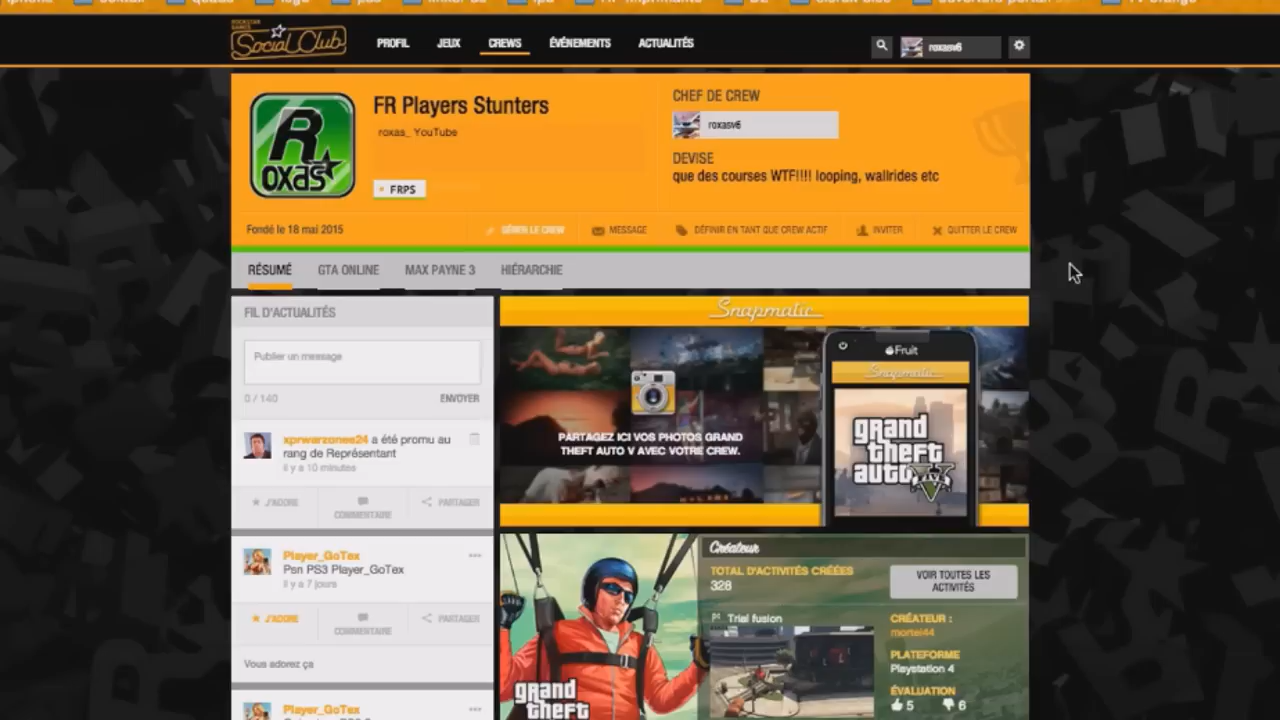 ROCKSTAR GAMES
Social Club
PROFIL JEUX CREWS ÉVÉNEMENTS ACTUALITÉS
roxasv6
R
oxas
FR Players Stunters
roxas_ YouTube
FRPS
CHEF DE CREW
roxasv6
DEVISE
que des courses WTF!!!! looping, wallrides etc
Fondé le 18 mai 2015
GÉRER LE CREW MESSAGE DÉFINIR EN TANT QUE CREW ACTIF INVITER QUITTER LE CREW
RÉSUMÉ GTA ONLINE MAX PAYNE 3 HIÉRARCHIE
FIL D'ACTUALITÉS
Publier un message
0 / 140 ENVOYER
xprwarzonee24 a été promu au
rang de Représentant
il y a 10 minutes
J'ADORE COMMENTAIRE PARTAGER
Player_GoTex
Psn PS3 Player_GoTex
il y a 7 jours
J'ADORE COMMENTAIRE PARTAGER
Vous adorez ça
Player_GoTex
Snapmatic
PARTAGEZ ICI VOS PHOTOS GRAND
THEFT AUTO V AVEC VOTRE CREW.
Fruit
Snapmatic
grand
theft
auto V
grand
theft
Créateur
TOTAL D'ACTIVITÉS CRÉÉES
328
VOIR TOUTES LES
ACTIVITÉS
Trial fusion
CRÉATEUR :
mortel44
PLATEFORME
Playstation 4
ÉVALUATION
5 6